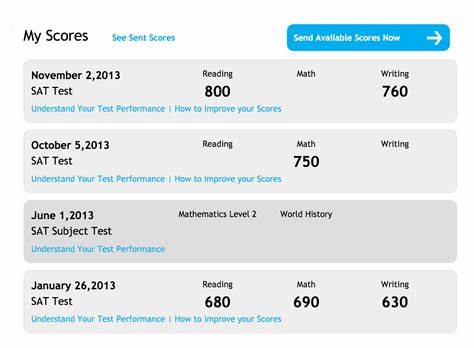 My Scores See Sent Scores Send Available Scores Now
November 2,2013 Reading Math Writing
SAT Test 800 760
Understand Your Test Performance | How to improve your Scores
October 5,2013 Reading Math Writing
SAT Test 750
Understand Your Test Performance | How to improve your Scores
June 1,2013 Mathematics Level 2 World History
SAT Subject Test
Understand Your Test Performance
January 26,2013 Reading Math Writing
SAT Test 680 690 630
Understand Your Test Performance | How to improve your Scores